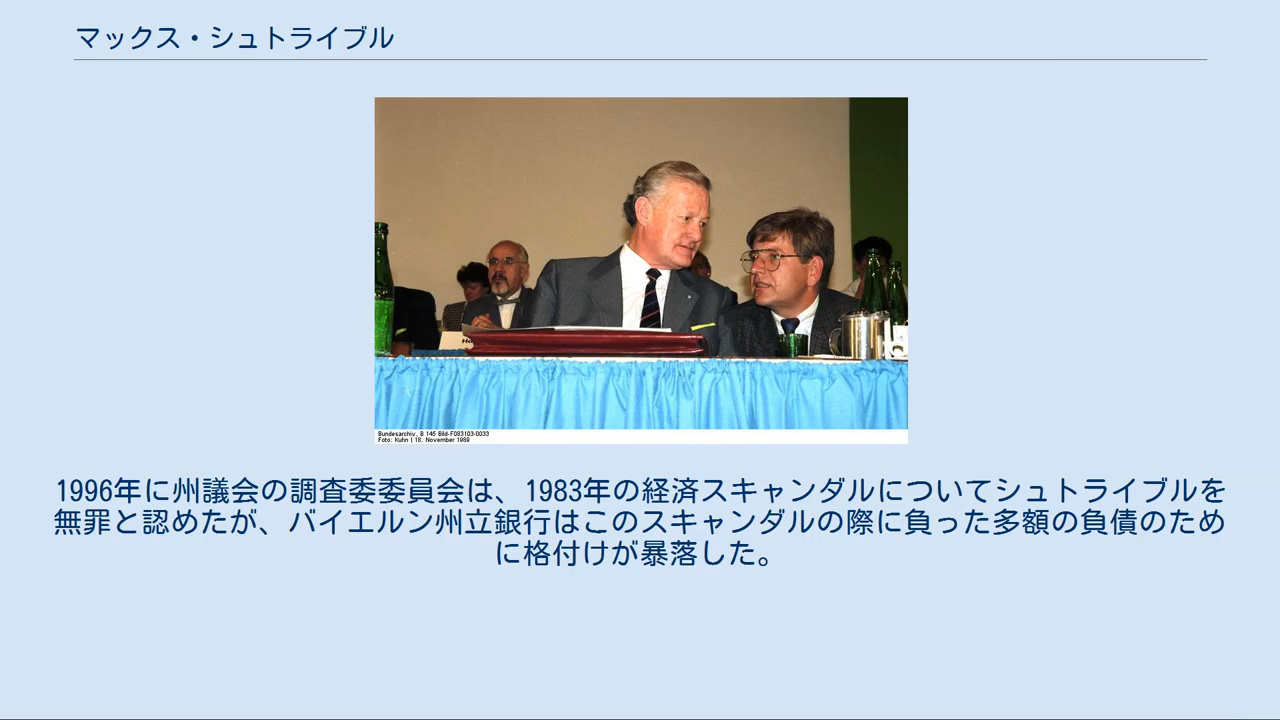 マックス・シュトライブル
Bundesarchiv, B 145 Bild-F083103-0033
Foto: Kuhn | 18. November 1989
1996年に州議会の調査委委員会は、1983年の経済スキャンダルについてシュトライブルを
無罪と認めたが、バイエルン州立銀行はこのスキャンダルの際に負った多額の負債のため
に格付けが暴落した。